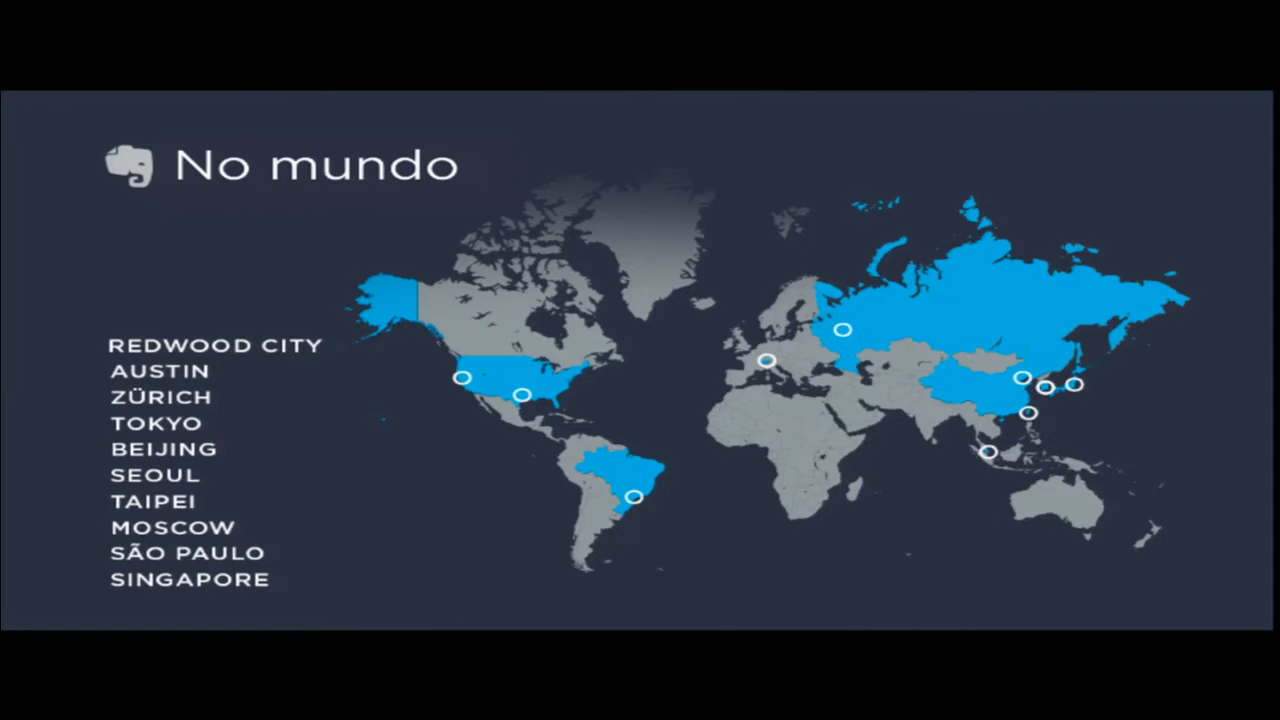 No mundo
REDWOOD CITY
AUSTIN
ZÜRICH
TOKYO
BEIJING
SEOUL
TAIPEI
MOSCOW
SÃO PAULO
SINGAPORE